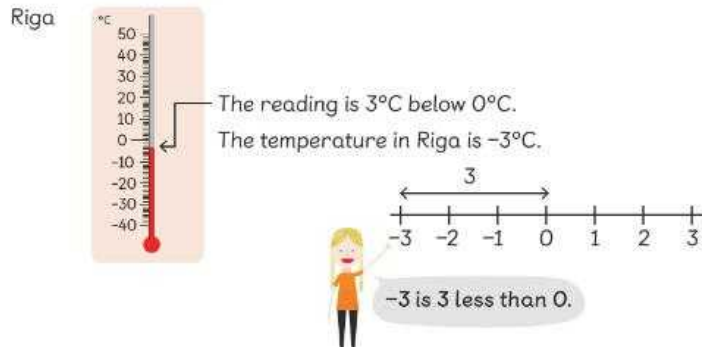 Riga
°C
50
40
30
20
10
0
-10
-20
-30
-40
The reading is 3°C below 0°C.
The temperature in Riga is −3°C.
3
−3 −2 −1 0 1 2 3
−3 is 3 less than 0.